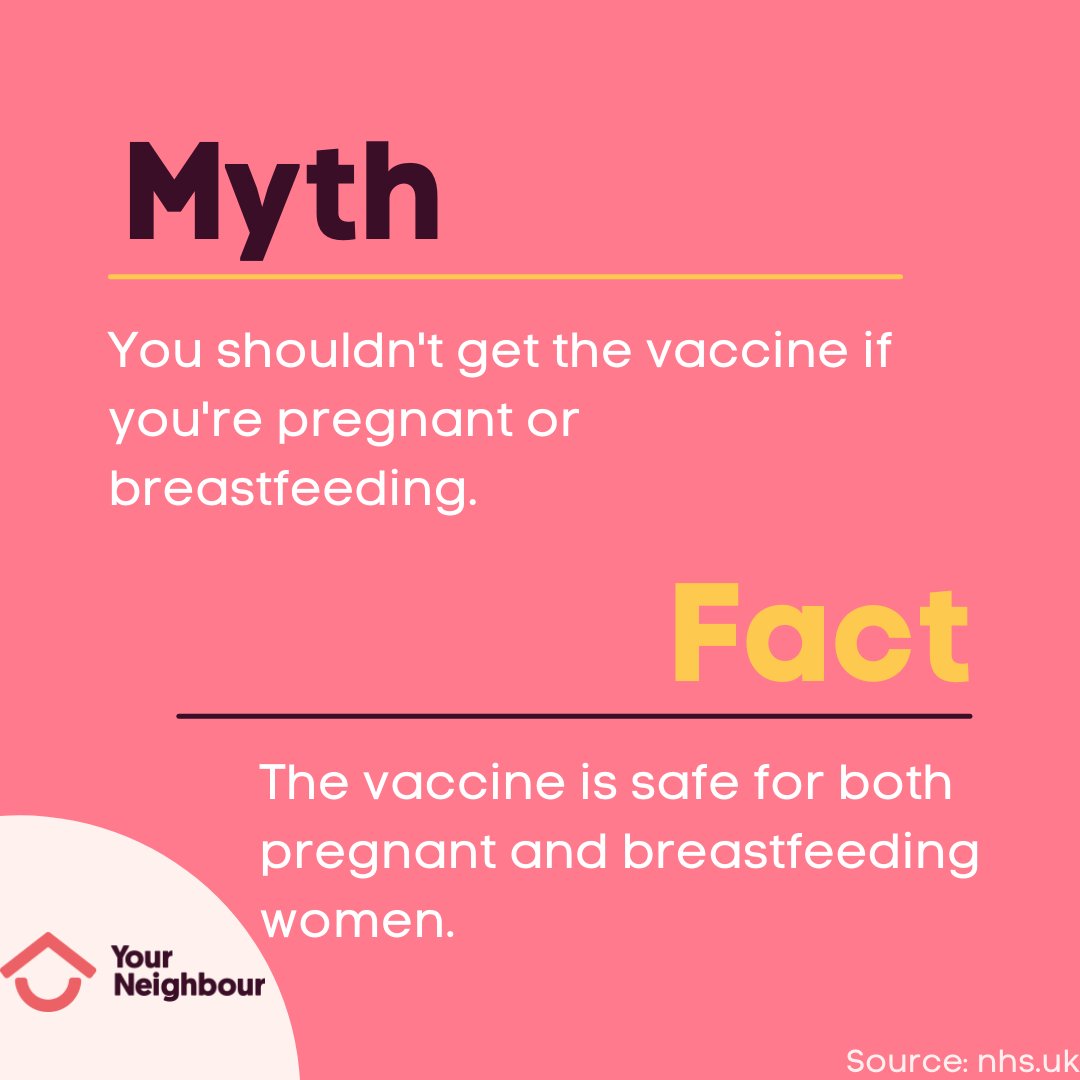 Myth
You shouldn't get the vaccine if
you're pregnant or
breastfeeding.
Fact
The vaccine is safe for both
pregnant and breastfeeding
women.
Your
Neighbour
Source: nhs.uk